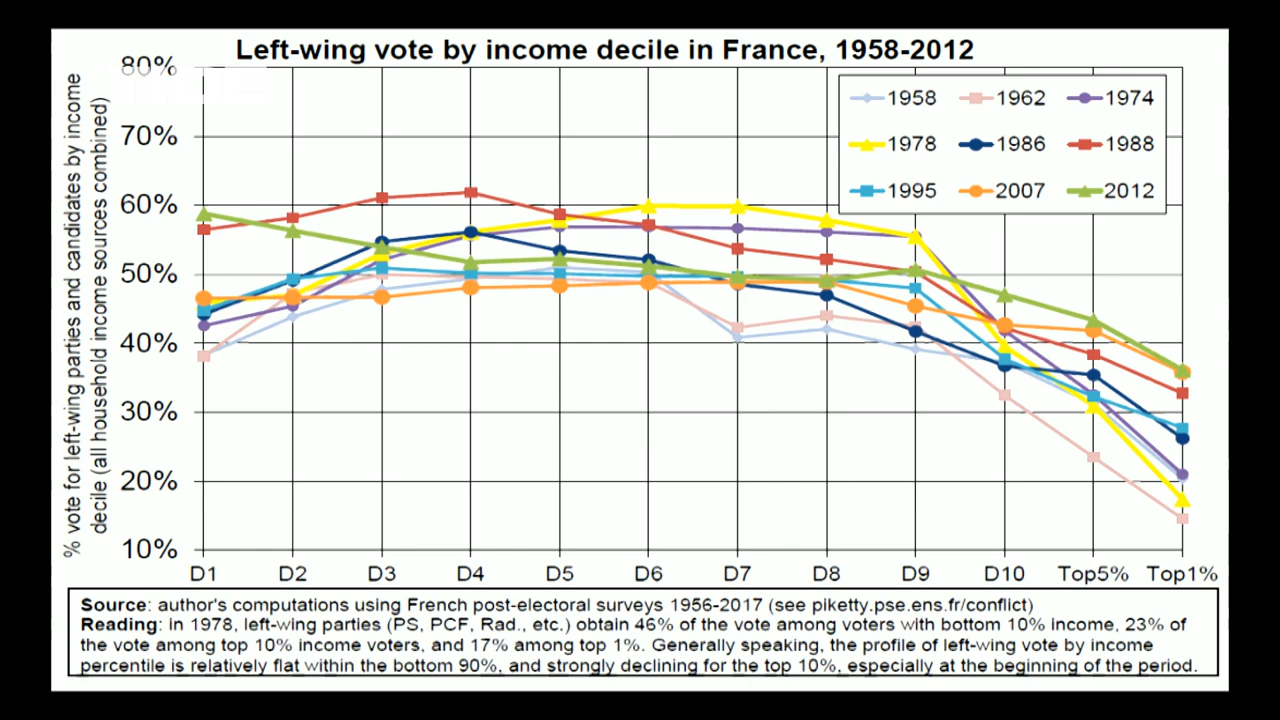 Left-wing vote by income decile in France, 1958-2012
% vote for left-wing parties and candidates by income
decile (all household income sources combined)
80%
70%
60%
50%
40%
30%
20%
10%
1958 1962 1974
1978 1986 1988
1995 2007 2012
D1 D2 D3 D4 D5 D6 D7 D8 D9 D10 Top5% Top1%
Source: author's computations using French post-electoral surveys 1956-2017 (see piketty.pse.ens.fr/conflict)
Reading: in 1978, left-wing parties (PS, PCF, Rad., etc.) obtain 46% of the vote among voters with bottom 10% income, 23% of
the vote among top 10% income voters, and 17% among top 1%. Generally speaking, the profile of left-wing vote by income
percentile is relatively flat within the bottom 90%, and strongly declining for the top 10%, especially at the beginning of the period.